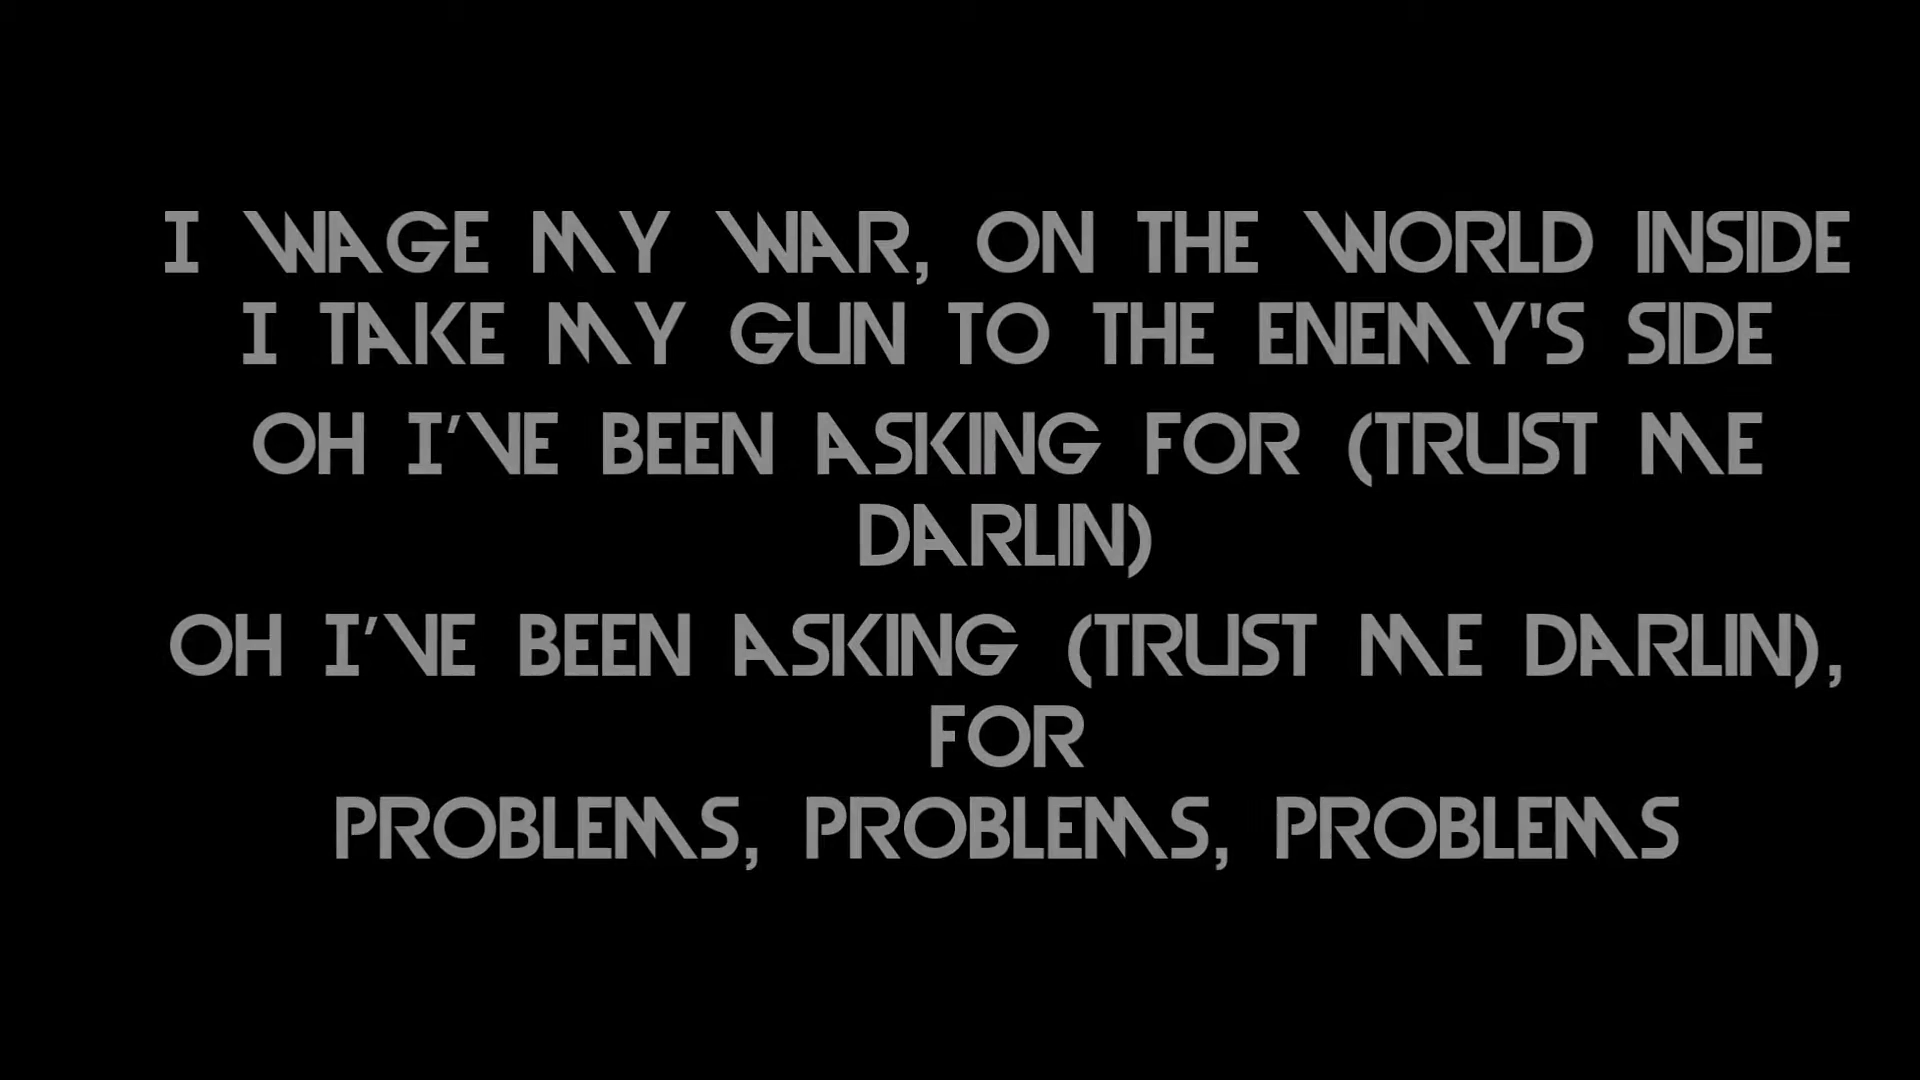 I WAGE MY WAR, ON THE WORLD INSIDE
I TAKE MY GUN TO THE ENEMY'S SIDE
OH I’VE BEEN ASKING FOR (TRUST ME
DARLIN)
OH I’VE BEEN ASKING (TRUST ME DARLIN),
FOR
PROBLEMS, PROBLEMS, PROBLEMS